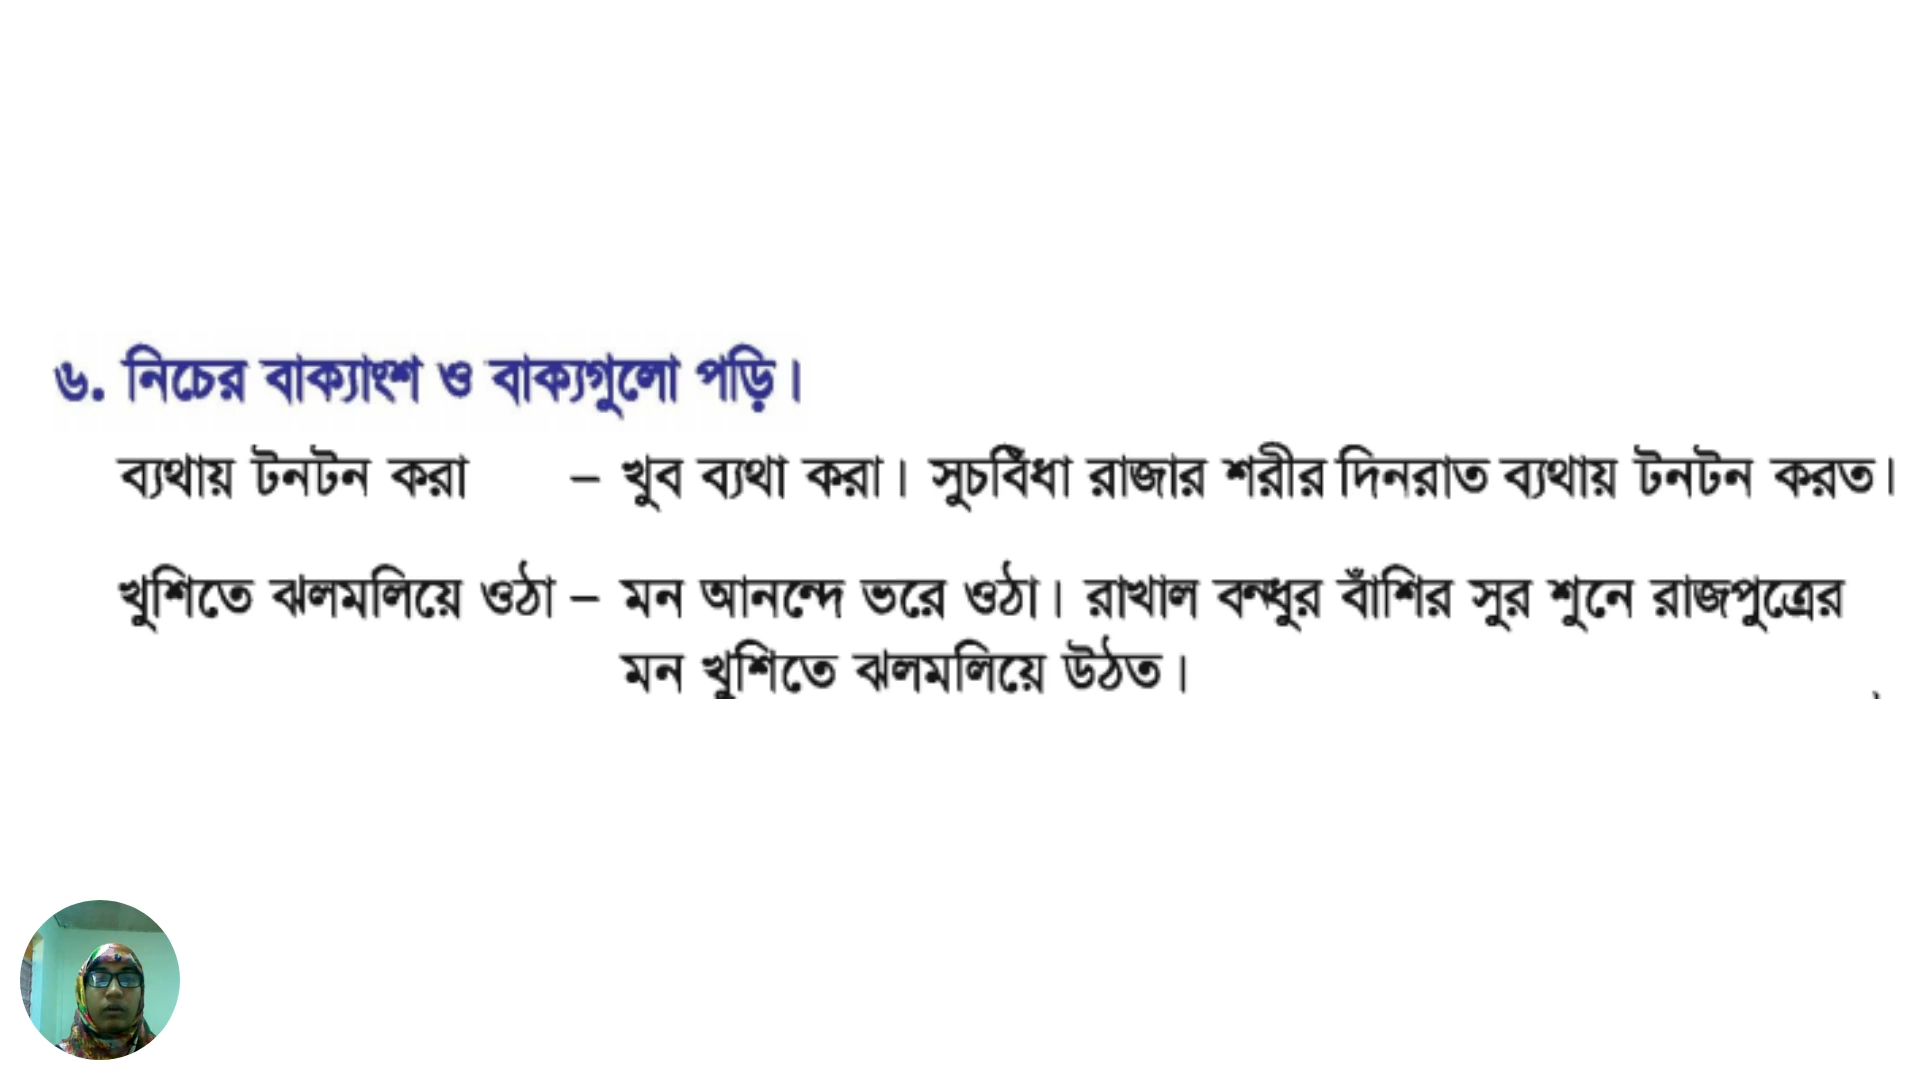 ৬. নিচের বাক্যাংশ ও বাক্যগুলো পড়ি।
ব্যথায় টনটন করা – খুব ব্যথা করা। সুচবিঁধা রাজার শরীর দিনরাত ব্যথায় টনটন করত।
খুশিতে ঝলমলিয়ে ওঠা – মন আনন্দে ভরে ওঠা। রাখাল বন্ধুর বাঁশির সুর শুনে রাজপুত্রের
মন খুশিতে ঝলমলিয়ে উঠত।